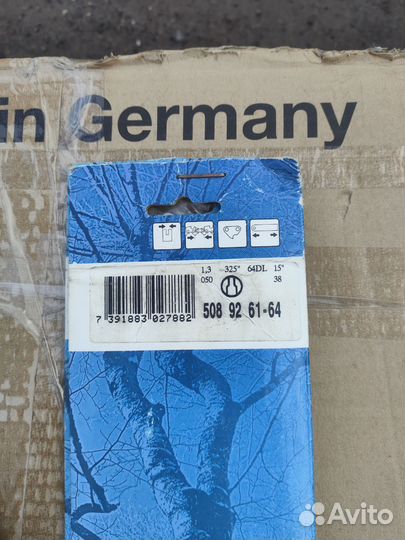 in Germany
1,3 .325" 64DL 15"
050 38
508 92 61-64
7 391883 027882
Avito